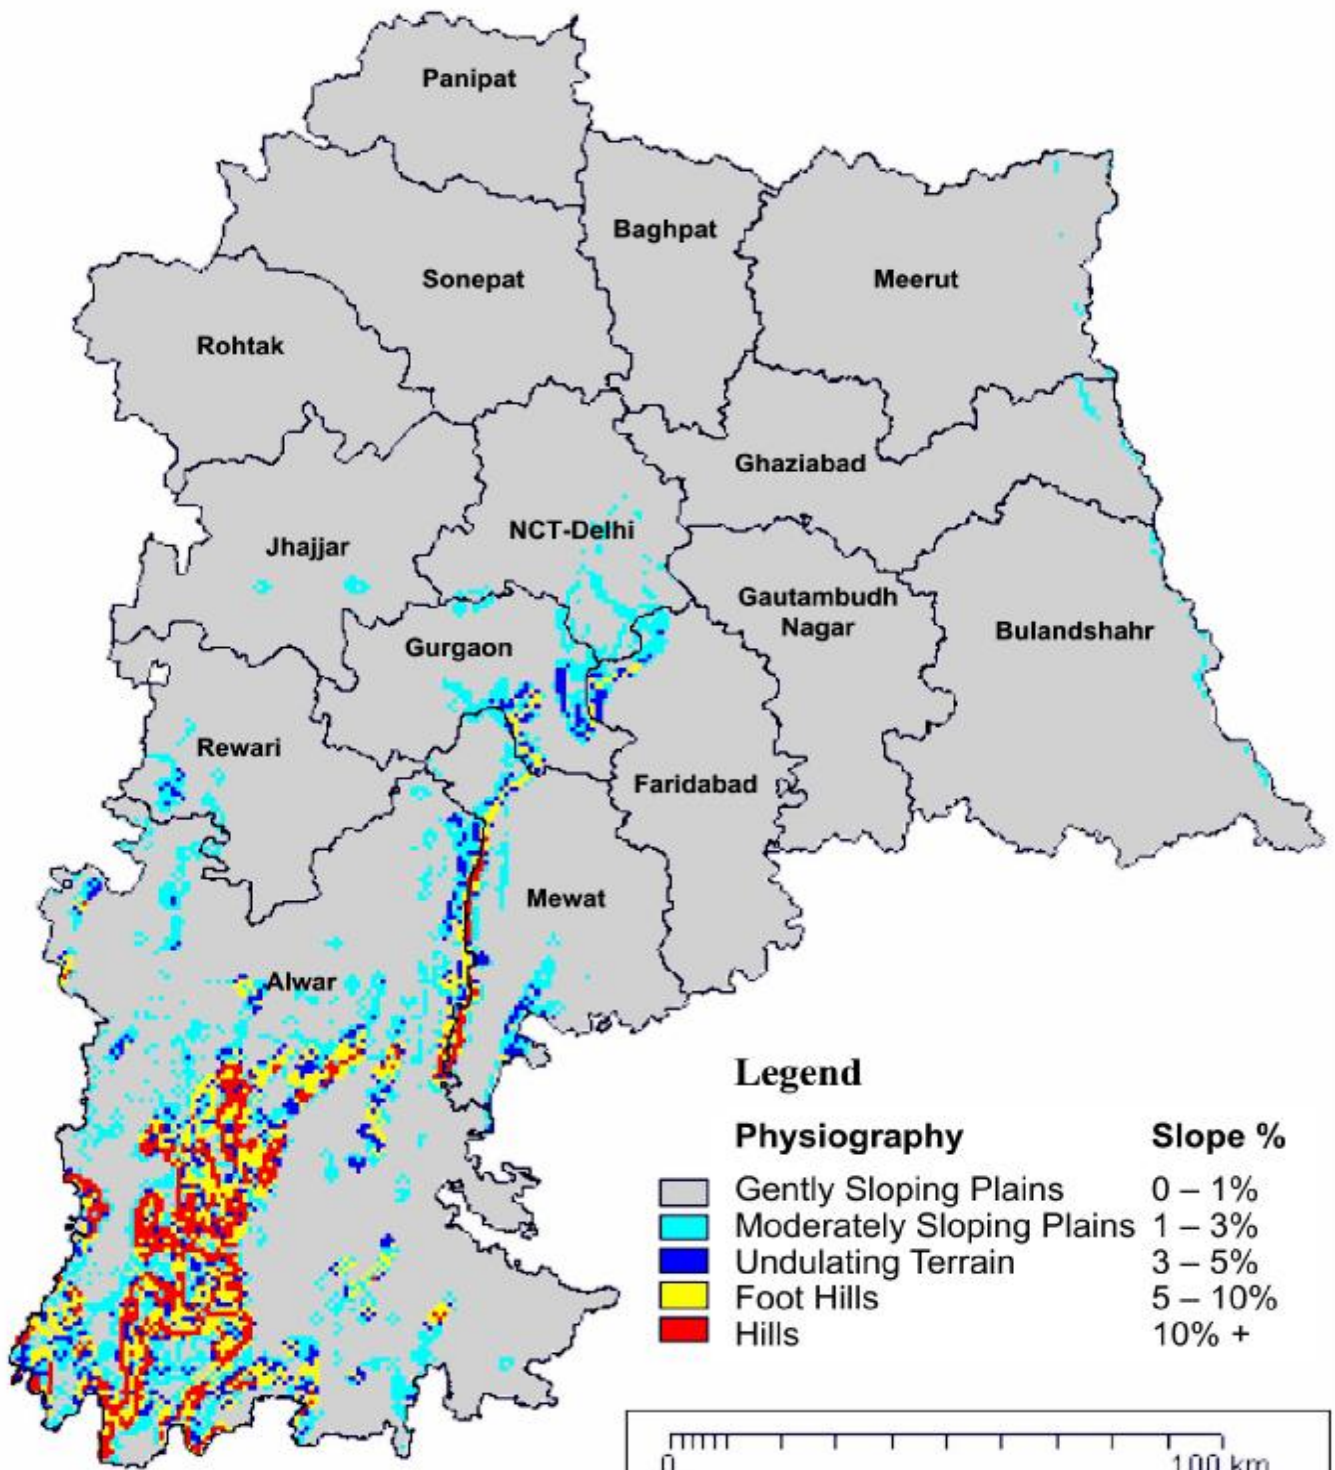 Panipat
Baghpat
Sonepat
Meerut
Rohtak
Ghaziabad
NCT-Delhi
Jhajjar
Gautambudh
Nagar
Bulandshahr
Gurgaon
Rewari
Faridabad
Mewat
Alwar
Legend
Physiography Slope %
Gently Sloping Plains 0 – 1%
Moderately Sloping Plains 1 – 3%
Undulating Terrain 3 – 5%
Foot Hills 5 – 10%
Hills 10% +
0 100 km